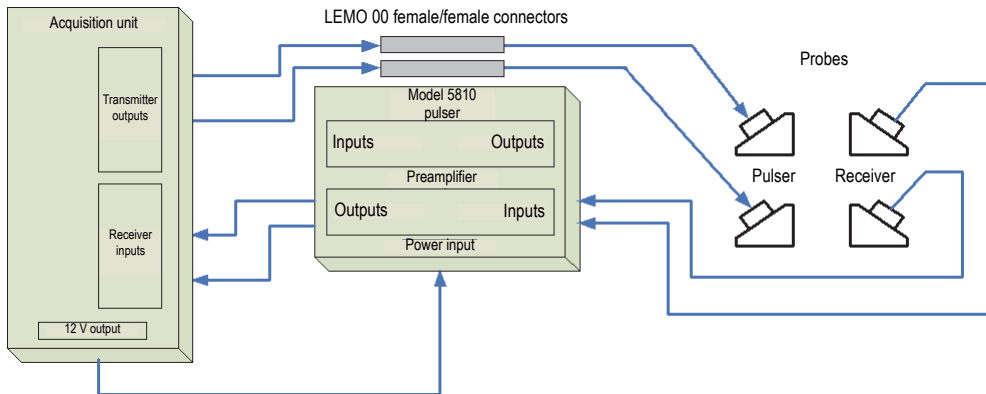 Acquisition unit
LEMO 00 female/female connectors
Transmitter
outputs
Receiver
inputs
12 V output
Model 5810
pulser
Inputs
Outputs
Preamplifier
Outputs
Inputs
Power input
Probes
Pulser
Receiver